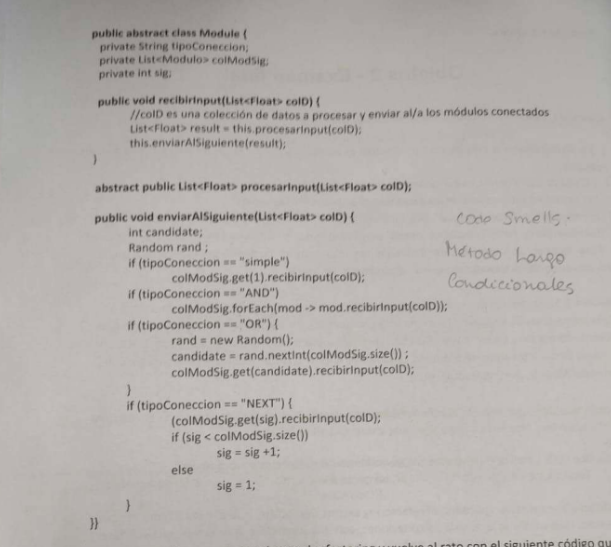 public abstract class Module {
private String tipoConeccion;
private List<Modulo> colModSig;
private int sig;
public void recibirInput(List<Float> colD) {
//colD es una colección de datos a procesar y enviar al/a los módulos conectados
List<Float> result = this.procesarInput(colD);
this.enviarAlSiguiente(result);
}
abstract public List<Float> procesarInput(List<Float> colD);
public void enviarAlSiguiente(List<Float> colD) {
int candidate;
Random rand ;
if (tipoConeccion == "simple")
colModSig.get(1).recibirInput(colD);
if (tipoConeccion == "AND")
colModSig.forEach(mod -> mod.recibirInput(colD));
if (tipoConeccion == "OR") {
rand = new Random();
candidate = rand.nextInt(colModSig.size()) ;
colModSig.get(candidate).recibirInput(colD);
}
if (tipoConeccion == "NEXT") {
(colModSig.get(sig).recibirInput(colD);
if (sig < colModSig.size())
sig = sig +1;
else
sig = 1;
}
}}
Code Smells.
Método Largo
Condicionales
al rato con el siguiente código